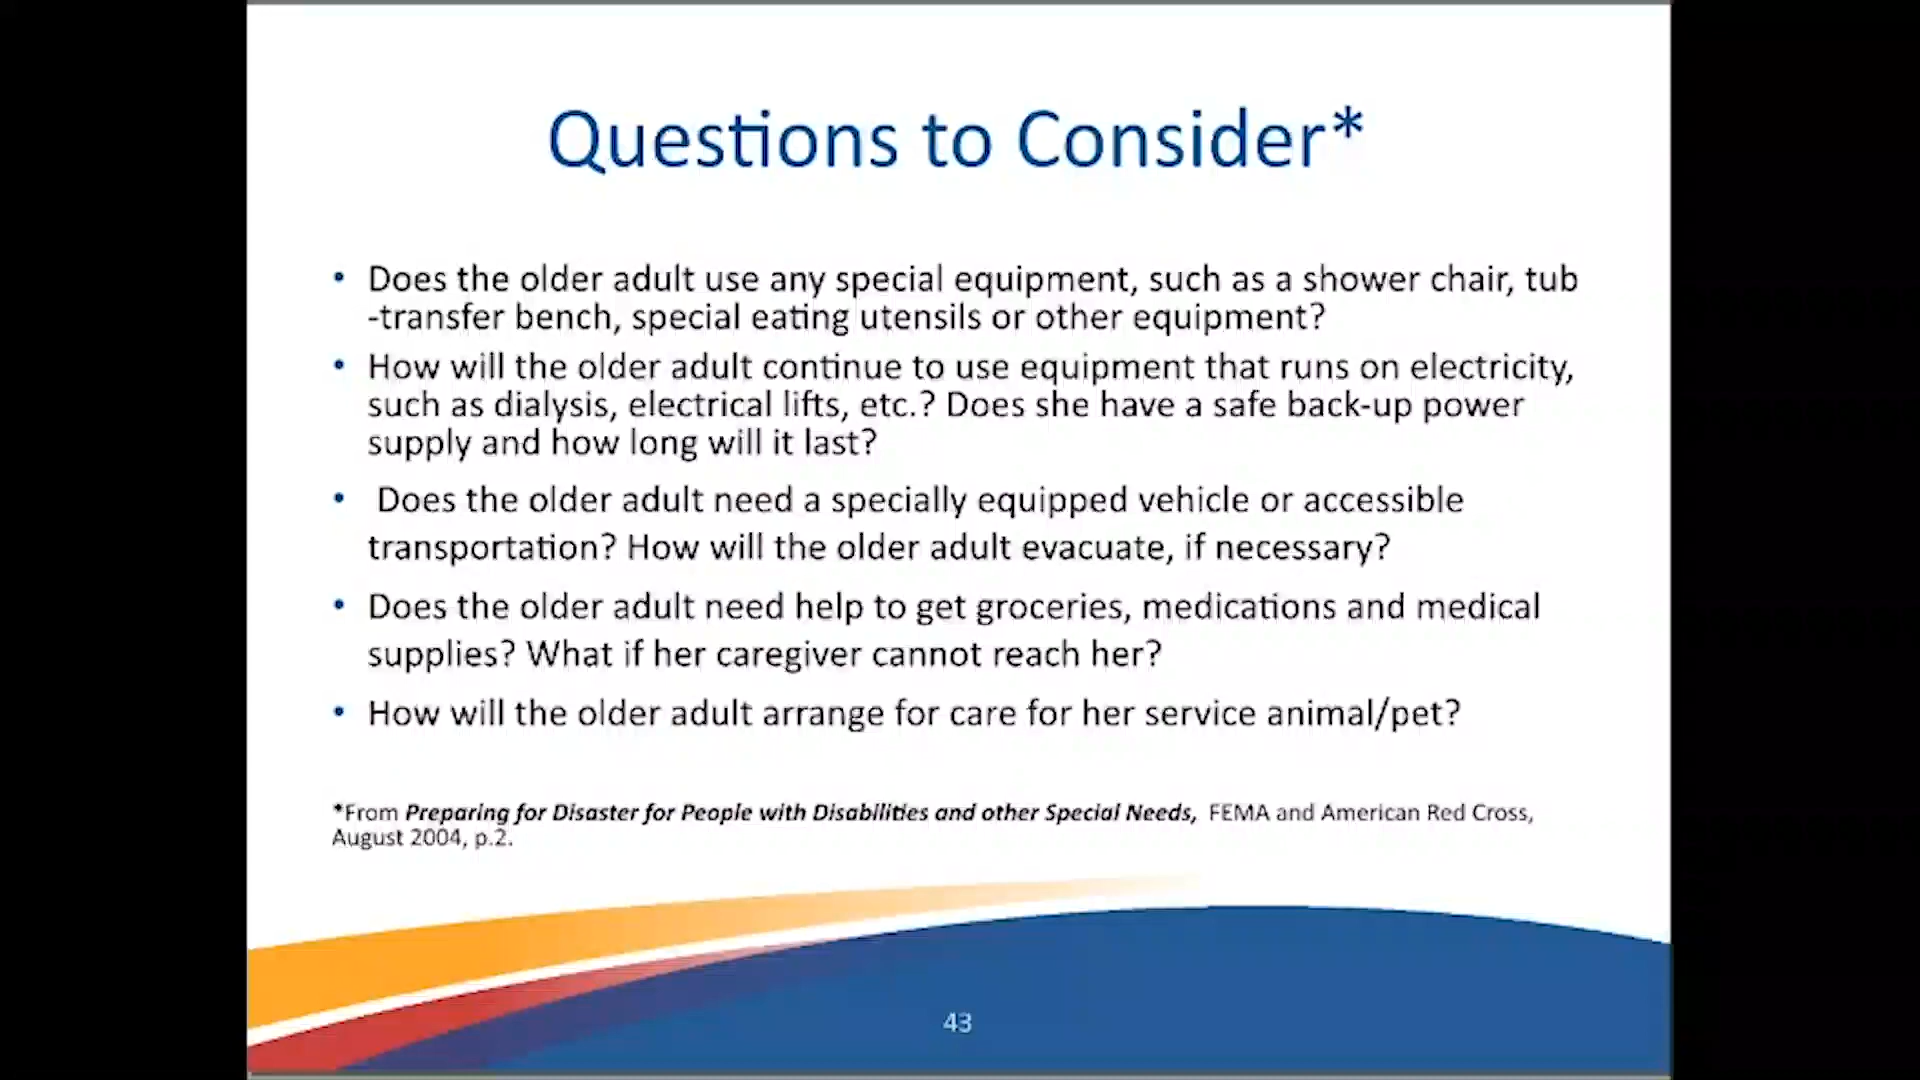 Questions to Consider*
• Does the older adult use any special equipment, such as a shower chair, tub
-transfer bench, special eating utensils or other equipment?
• How will the older adult continue to use equipment that runs on electricity,
such as dialysis, electrical lifts, etc.? Does she have a safe back-up power
supply and how long will it last?
• Does the older adult need a specially equipped vehicle or accessible
transportation? How will the older adult evacuate, if necessary?
• Does the older adult need help to get groceries, medications and medical
supplies? What if her caregiver cannot reach her?
• How will the older adult arrange for care for her service animal/pet?
*From Preparing for Disaster for People with Disabilities and other Special Needs, FEMA and American Red Cross,
August 2004, p.2.
43